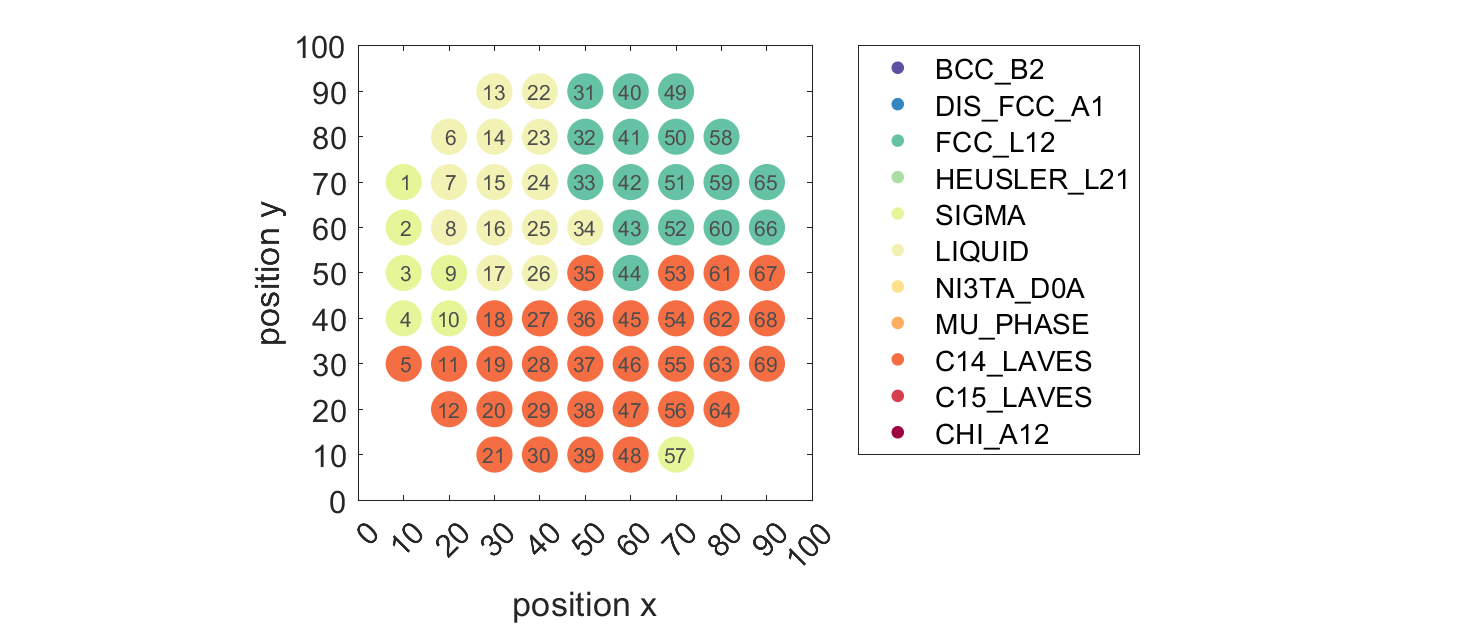 100
90
80
70
60
50
40
30
20
10
0
position y
13 22 31 40 49
6 14 23 32 41 50 58
1 7 15 24 33 42 51 59 65
2 8 16 25 34 43 52 60 66
3 9 17 26 35 44 53 61 67
4 10 18 27 36 45 54 62 68
5 11 19 28 37 46 55 63 69
12 20 29 38 47 56 64
21 30 39 48 57
0 10 20 30 40 50 60 70 80 90 100
position x
BCC_B2
DIS_FCC_A1
FCC_L12
HEUSLER_L21
SIGMA
LIQUID
NI3TA_D0A
MU_PHASE
C14_LAVES
C15_LAVES
CHI_A12